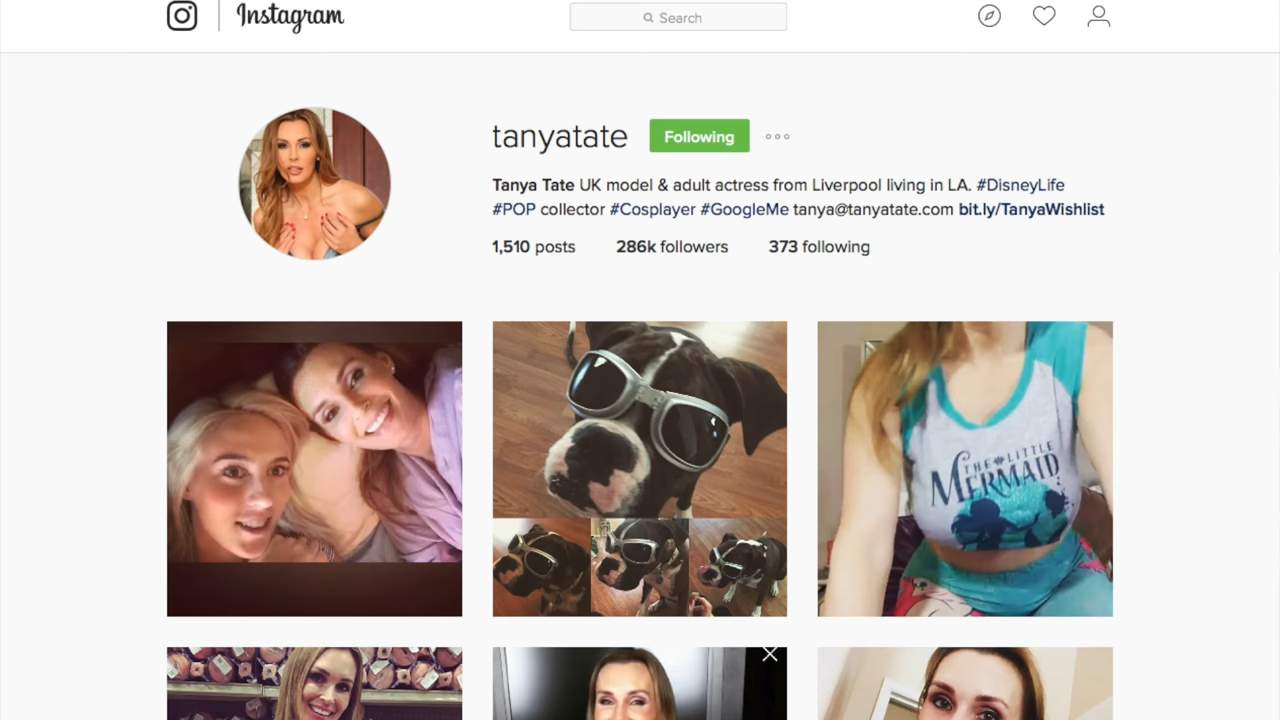 Instagram
Search
tanyatate Following
Tanya Tate UK model & adult actress from Liverpool living in LA. #DisneyLife
#POP collector #Cosplayer #GoogleMe tanya@tanyatate.com bit.ly/TanyaWishlist
1,510 posts 286k followers 373 following
THE LITTLE
MERMAID